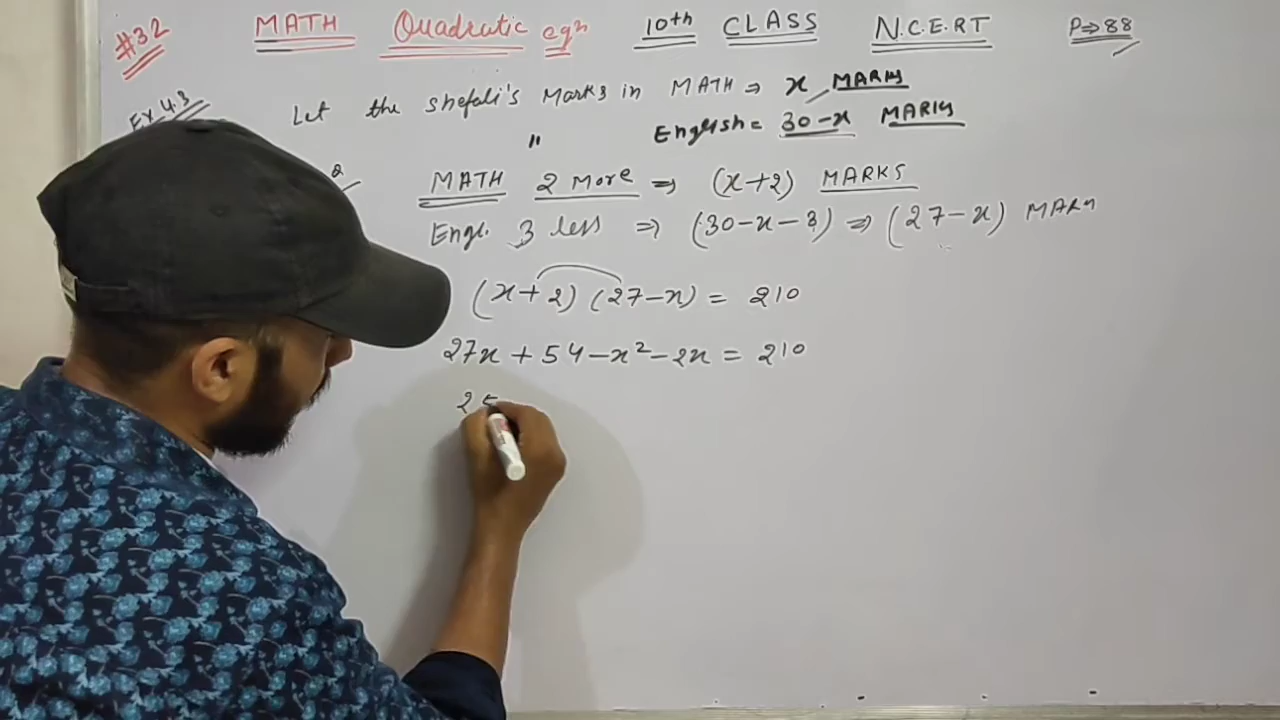 #32 MATH Quadratic eqn 10th CLASS N.C.E.R.T P⇒88
EX 4.3
Let the Shefali's Marks in MATH ⇒ x MARKS
" English = 30-x MARKS
MATH 2 More ⇒ (x+2) MARKS
Engl. 3 less ⇒ (30-x-3) ⇒ (27-x) MARK
(x+2)(27-x) = 210
27x + 54 - x² - 2x = 210
25